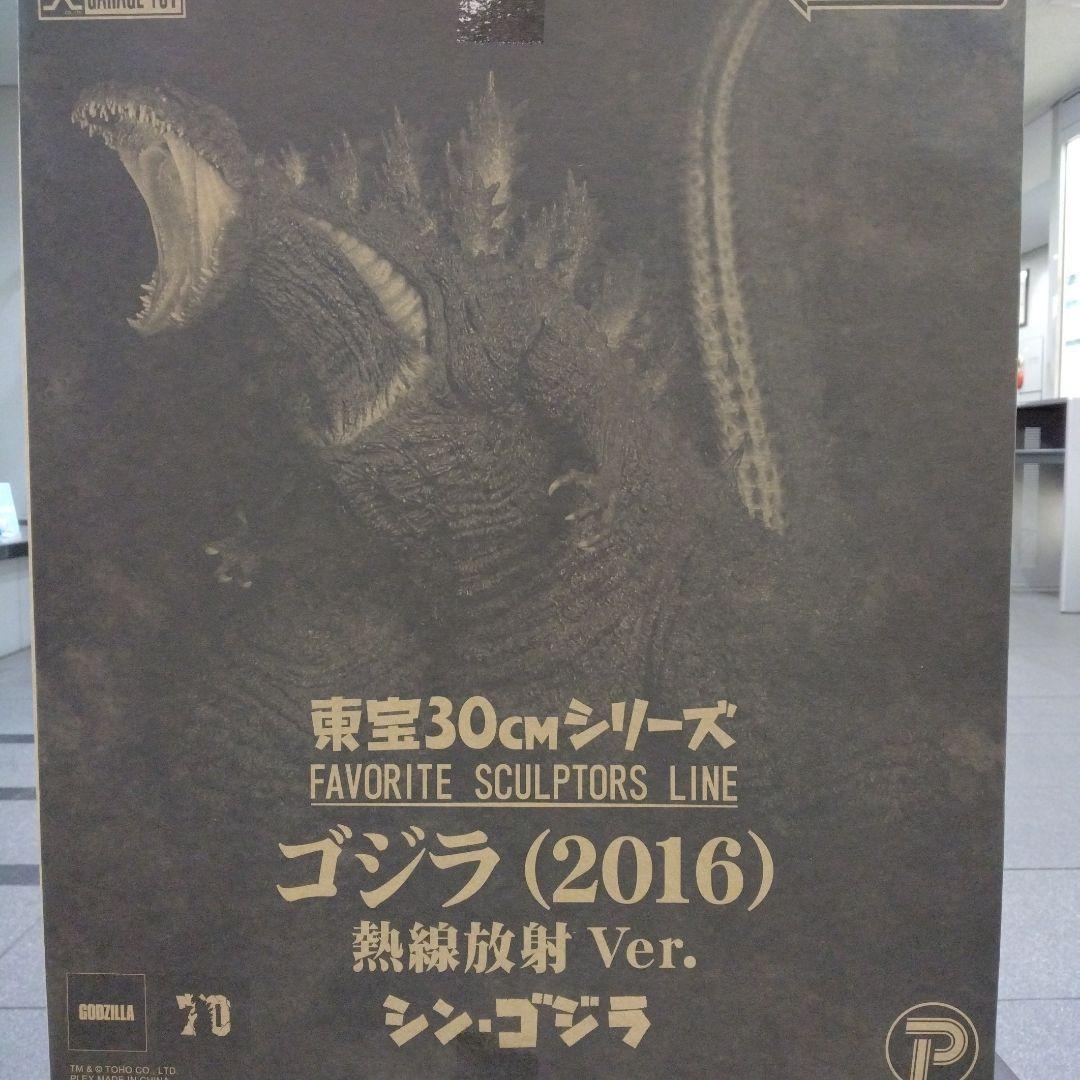 GARAGE TOY
東宝30CMシリーズ
FAVORITE SCULPTORS LINE
ゴジラ(2016)
熱線放射 Ver.
シン・ゴジラ
GODZILLA
70
P
TM & © TOHO CO., LTD.
PLEX MADE IN CHINA